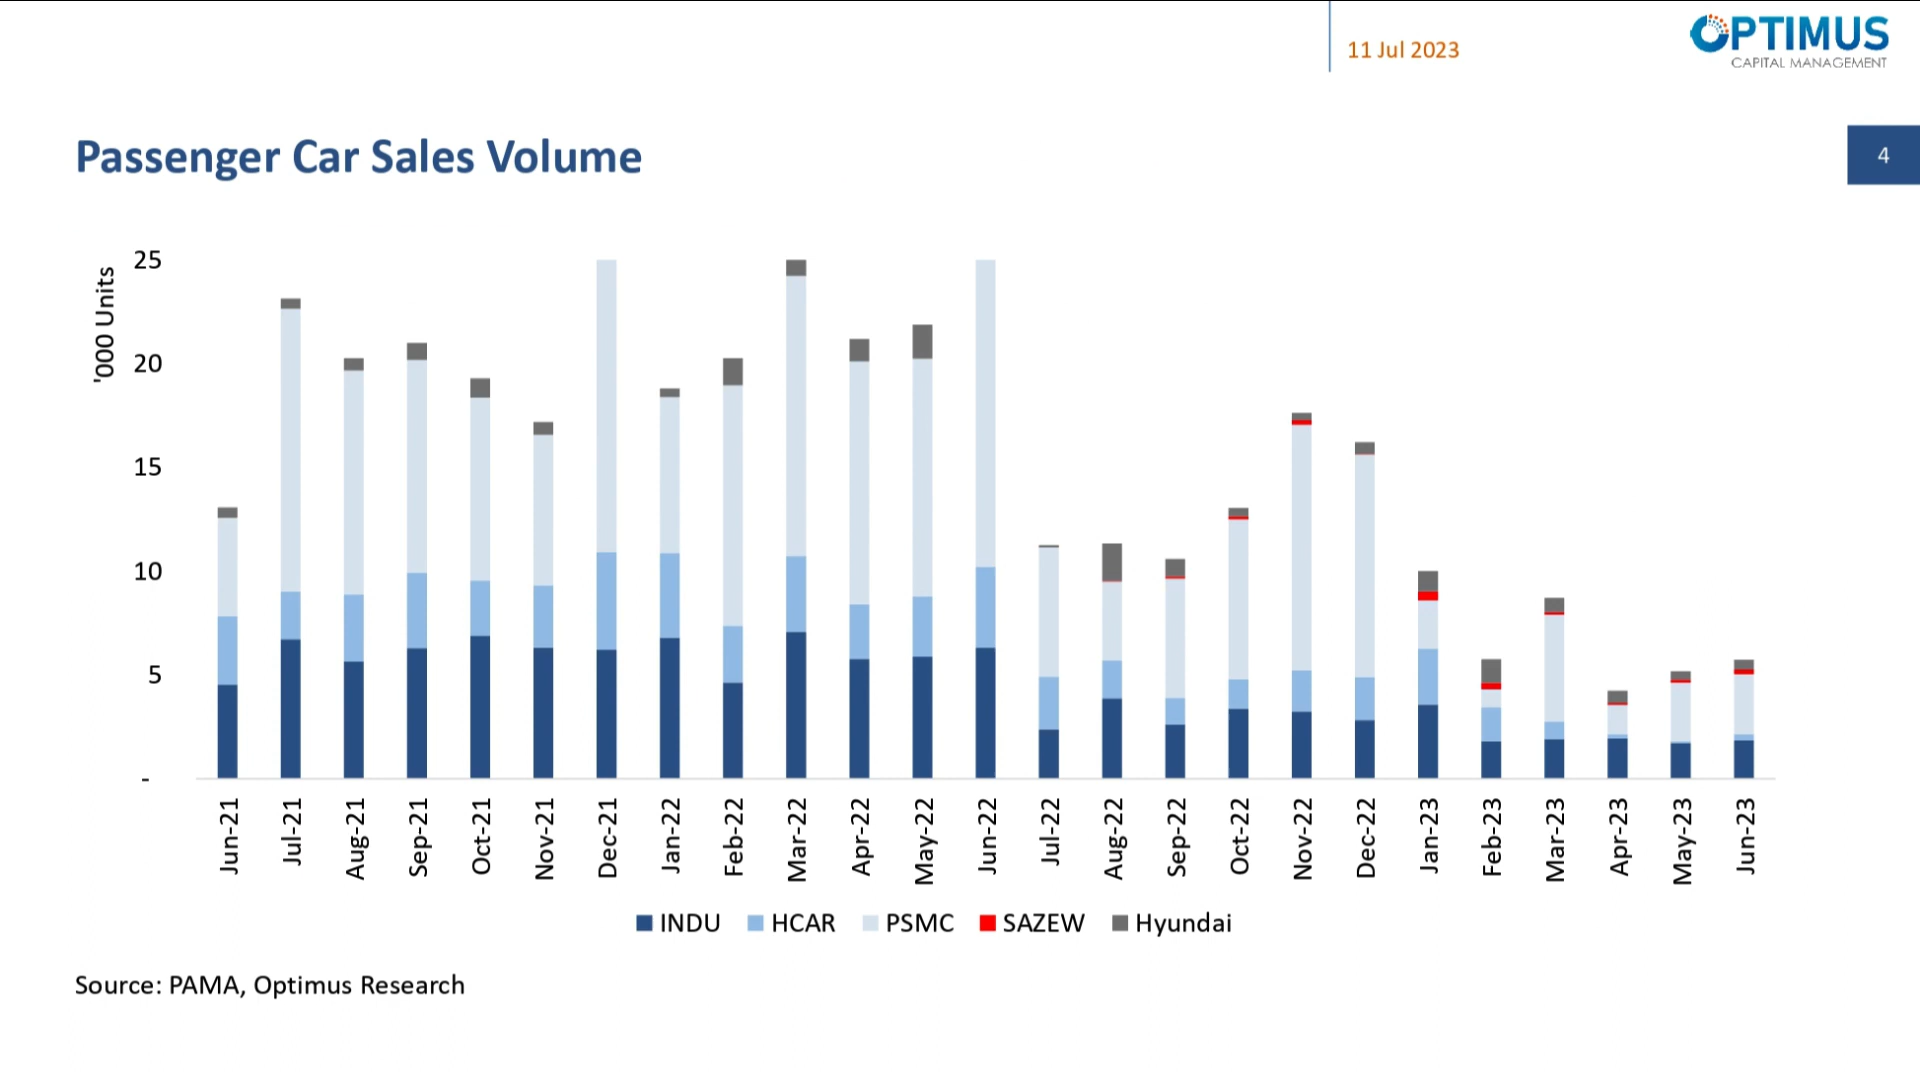 11 Jul 2023
OPTIMUS
CAPITAL MANAGEMENT
Passenger Car Sales Volume
4
'000 Units
25
20
15
10
5
-
Jun-21
Jul-21
Aug-21
Sep-21
Oct-21
Nov-21
Dec-21
Jan-22
Feb-22
Mar-22
Apr-22
May-22
Jun-22
Jul-22
Aug-22
Sep-22
Oct-22
Nov-22
Dec-22
Jan-23
Feb-23
Mar-23
Apr-23
May-23
Jun-23
INDU HCAR PSMC SAZEW Hyundai
Source: PAMA, Optimus Research